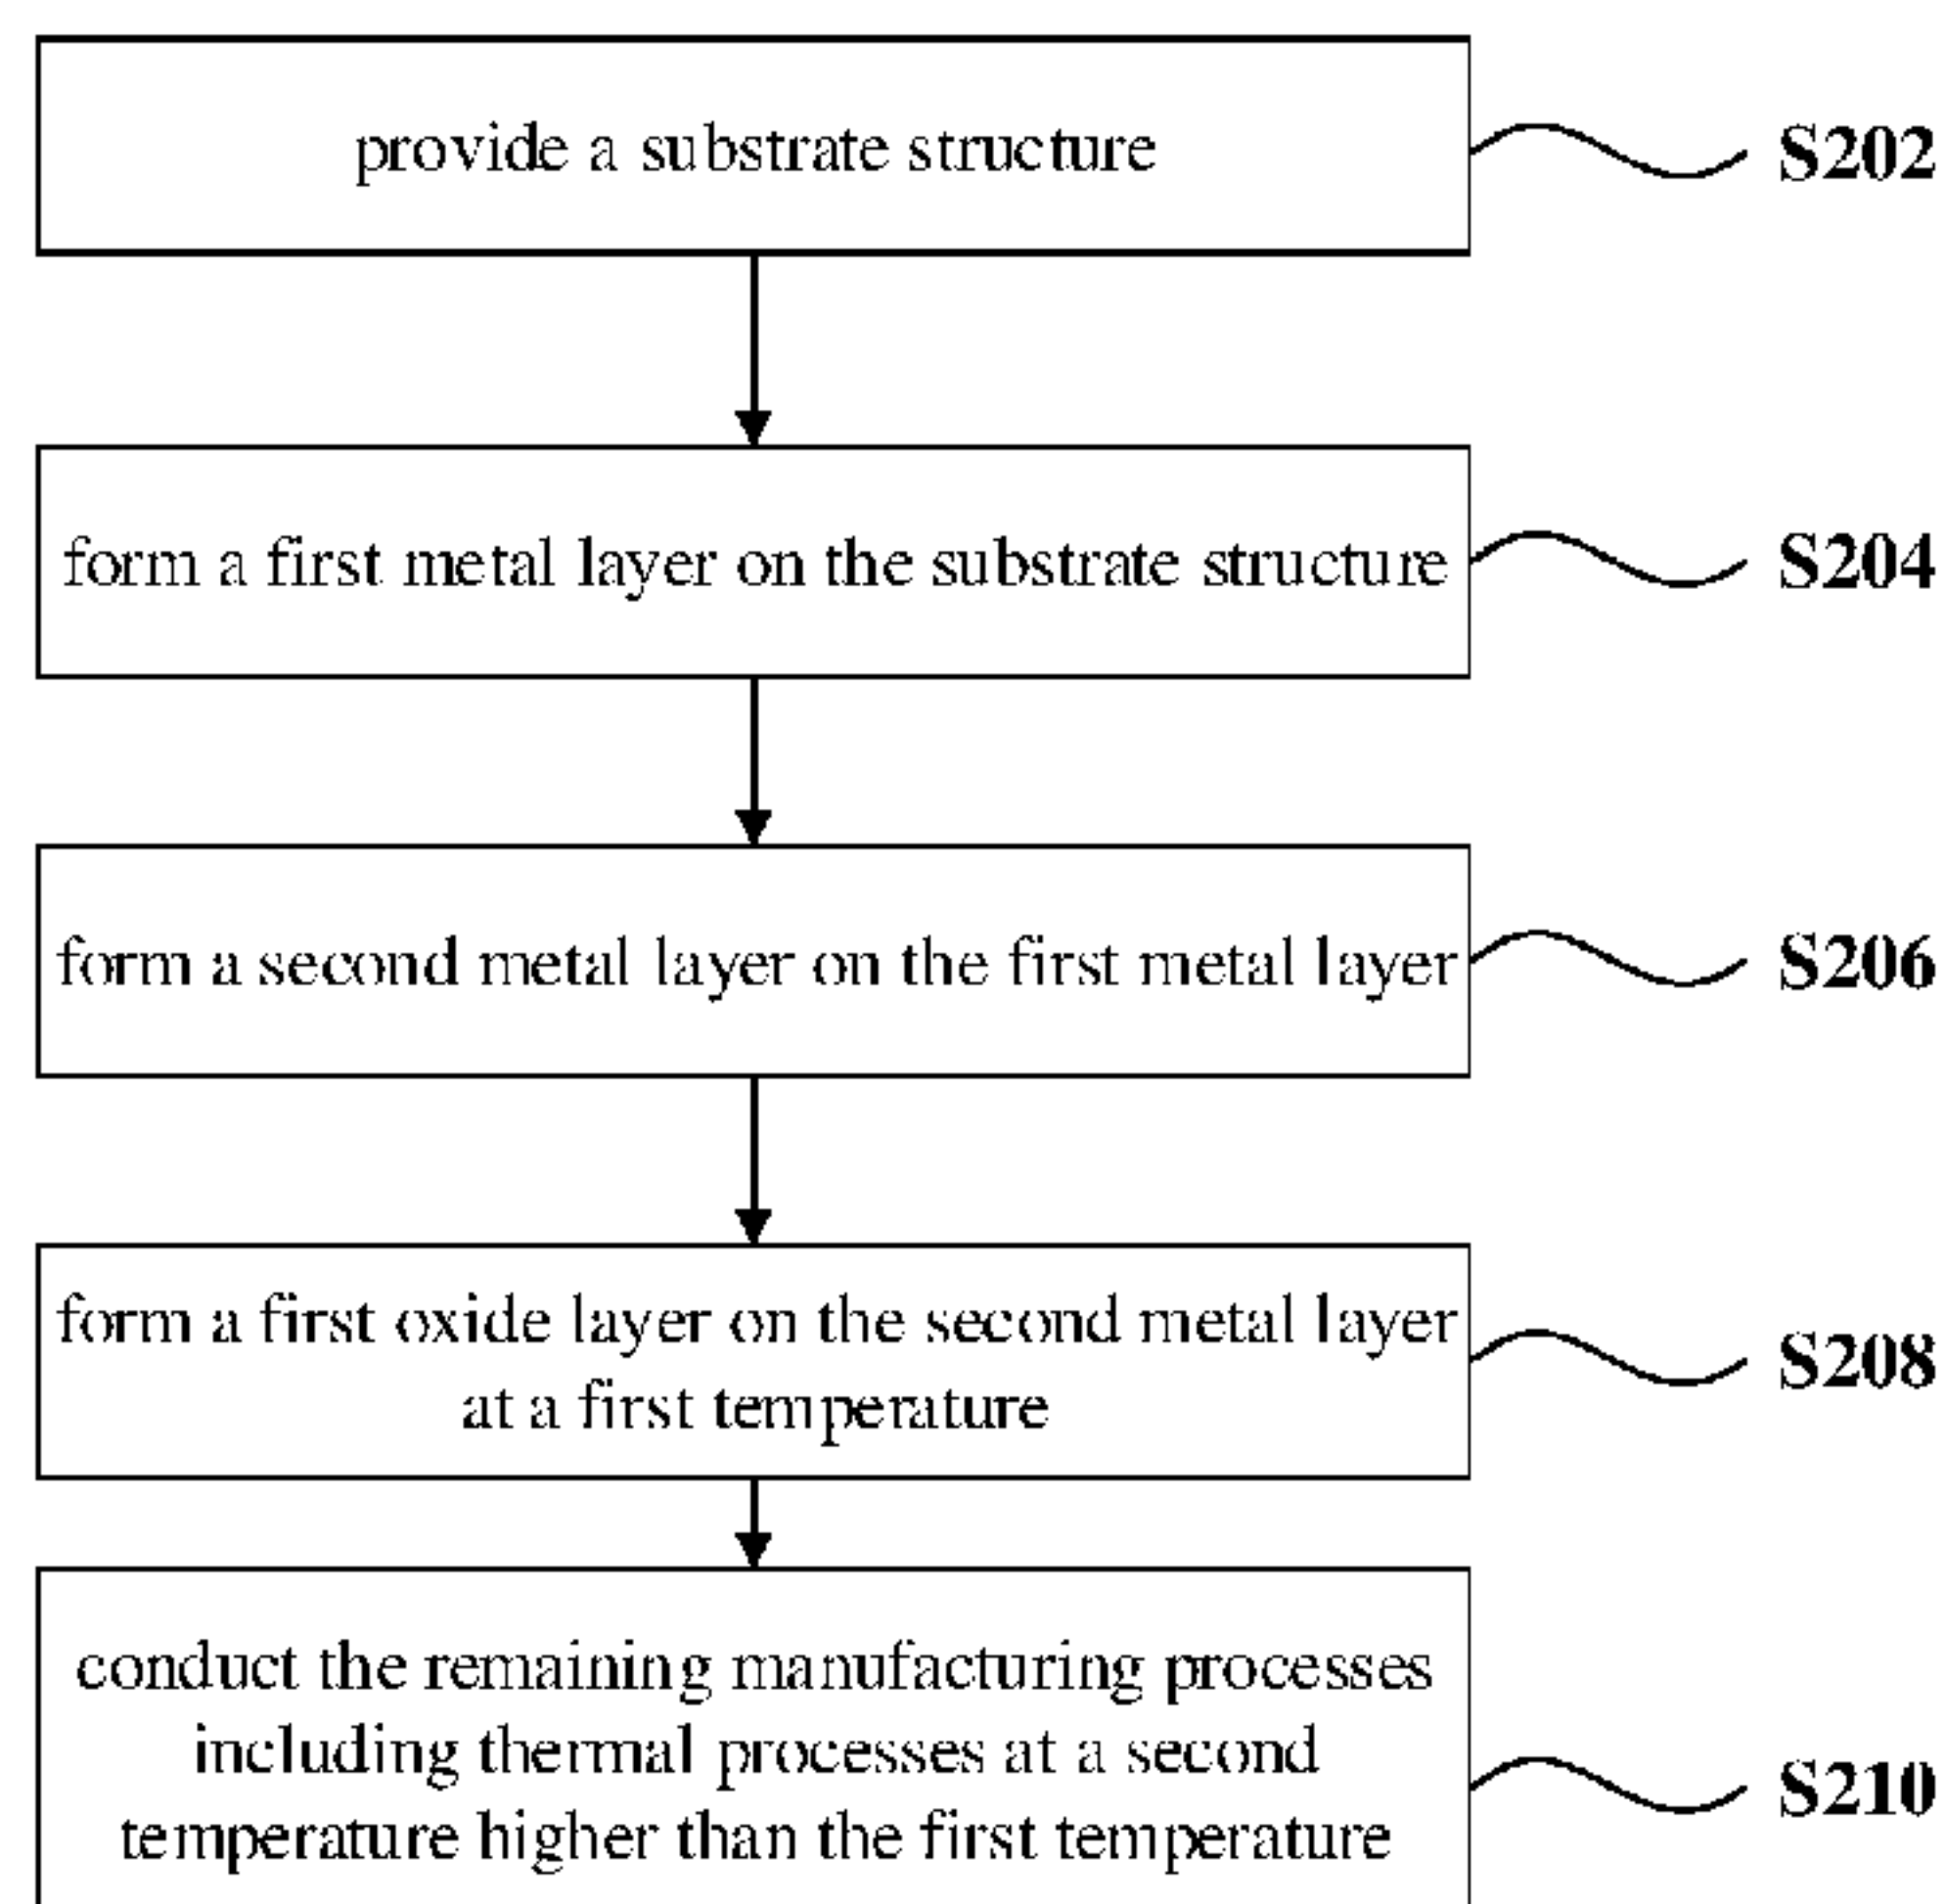 provide a substrate structure
S202
form a first metal layer on the substrate structure
S204
form a second metal layer on the first metal layer
S206
form a first oxide layer on the second metal layer
at a first temperature
S208
conduct the remaining manufacturing processes
including thermal processes at a second
temperature higher than the first temperature
S210